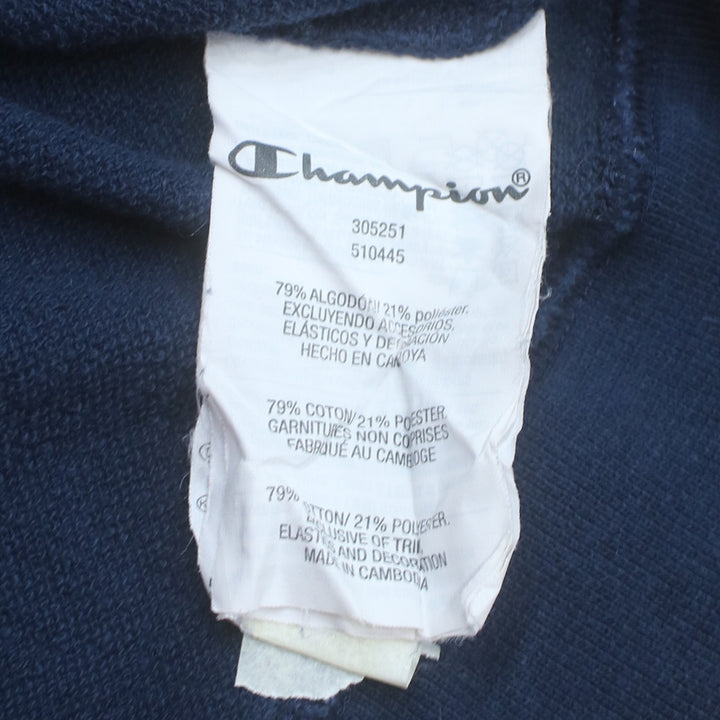 Champion®
305251
510445
79% ALGODÓN/ 21% poliéster.
EXCLUYENDO ACCESORIOS,
ELÁSTICOS Y DECORACIÓN
HECHO EN CAMBOYA
79% COTON/ 21% POLYESTER.
GARNITURES NON COMPRISES
FABRIQUÉ AU CAMBODGE
79% COTTON/ 21% POLYESTER.
EXCLUSIVE OF TRIM,
ELASTICS AND DECORATION
MADE IN CAMBODIA